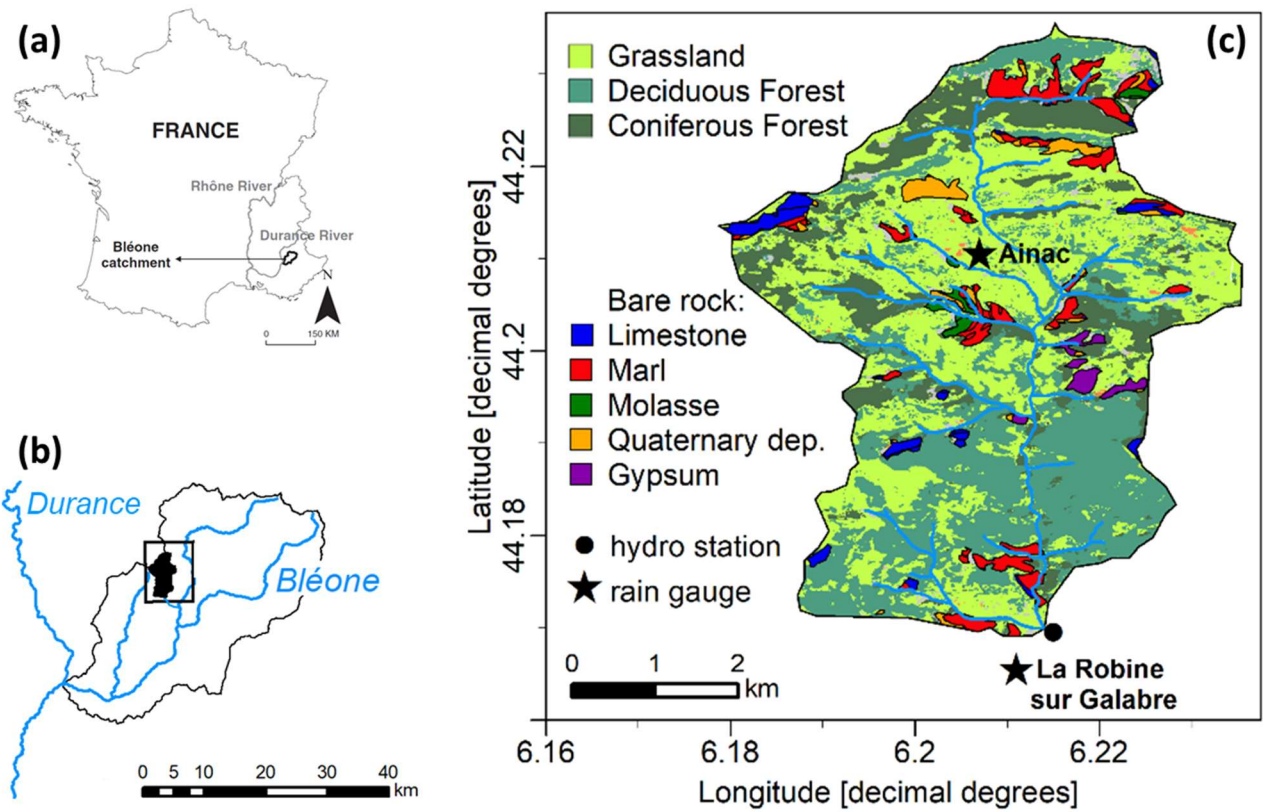 (a)
FRANCE
Rhône River
Durance River
Bléone
catchment
N
0 150 KM
(b)
Durance
Bléone
0 5 10 20 30 40
km
(c)
Grassland
Deciduous Forest
Coniferous Forest
Bare rock:
Limestone
Marl
Molasse
Quaternary dep.
Gypsum
hydro station
rain gauge
0 1 2
km
Ainac
La Robine
sur Galabre
Latitude [decimal degrees]
44.22
44.2
44.18
6.16 6.18 6.2 6.22
Longitude [decimal degrees]